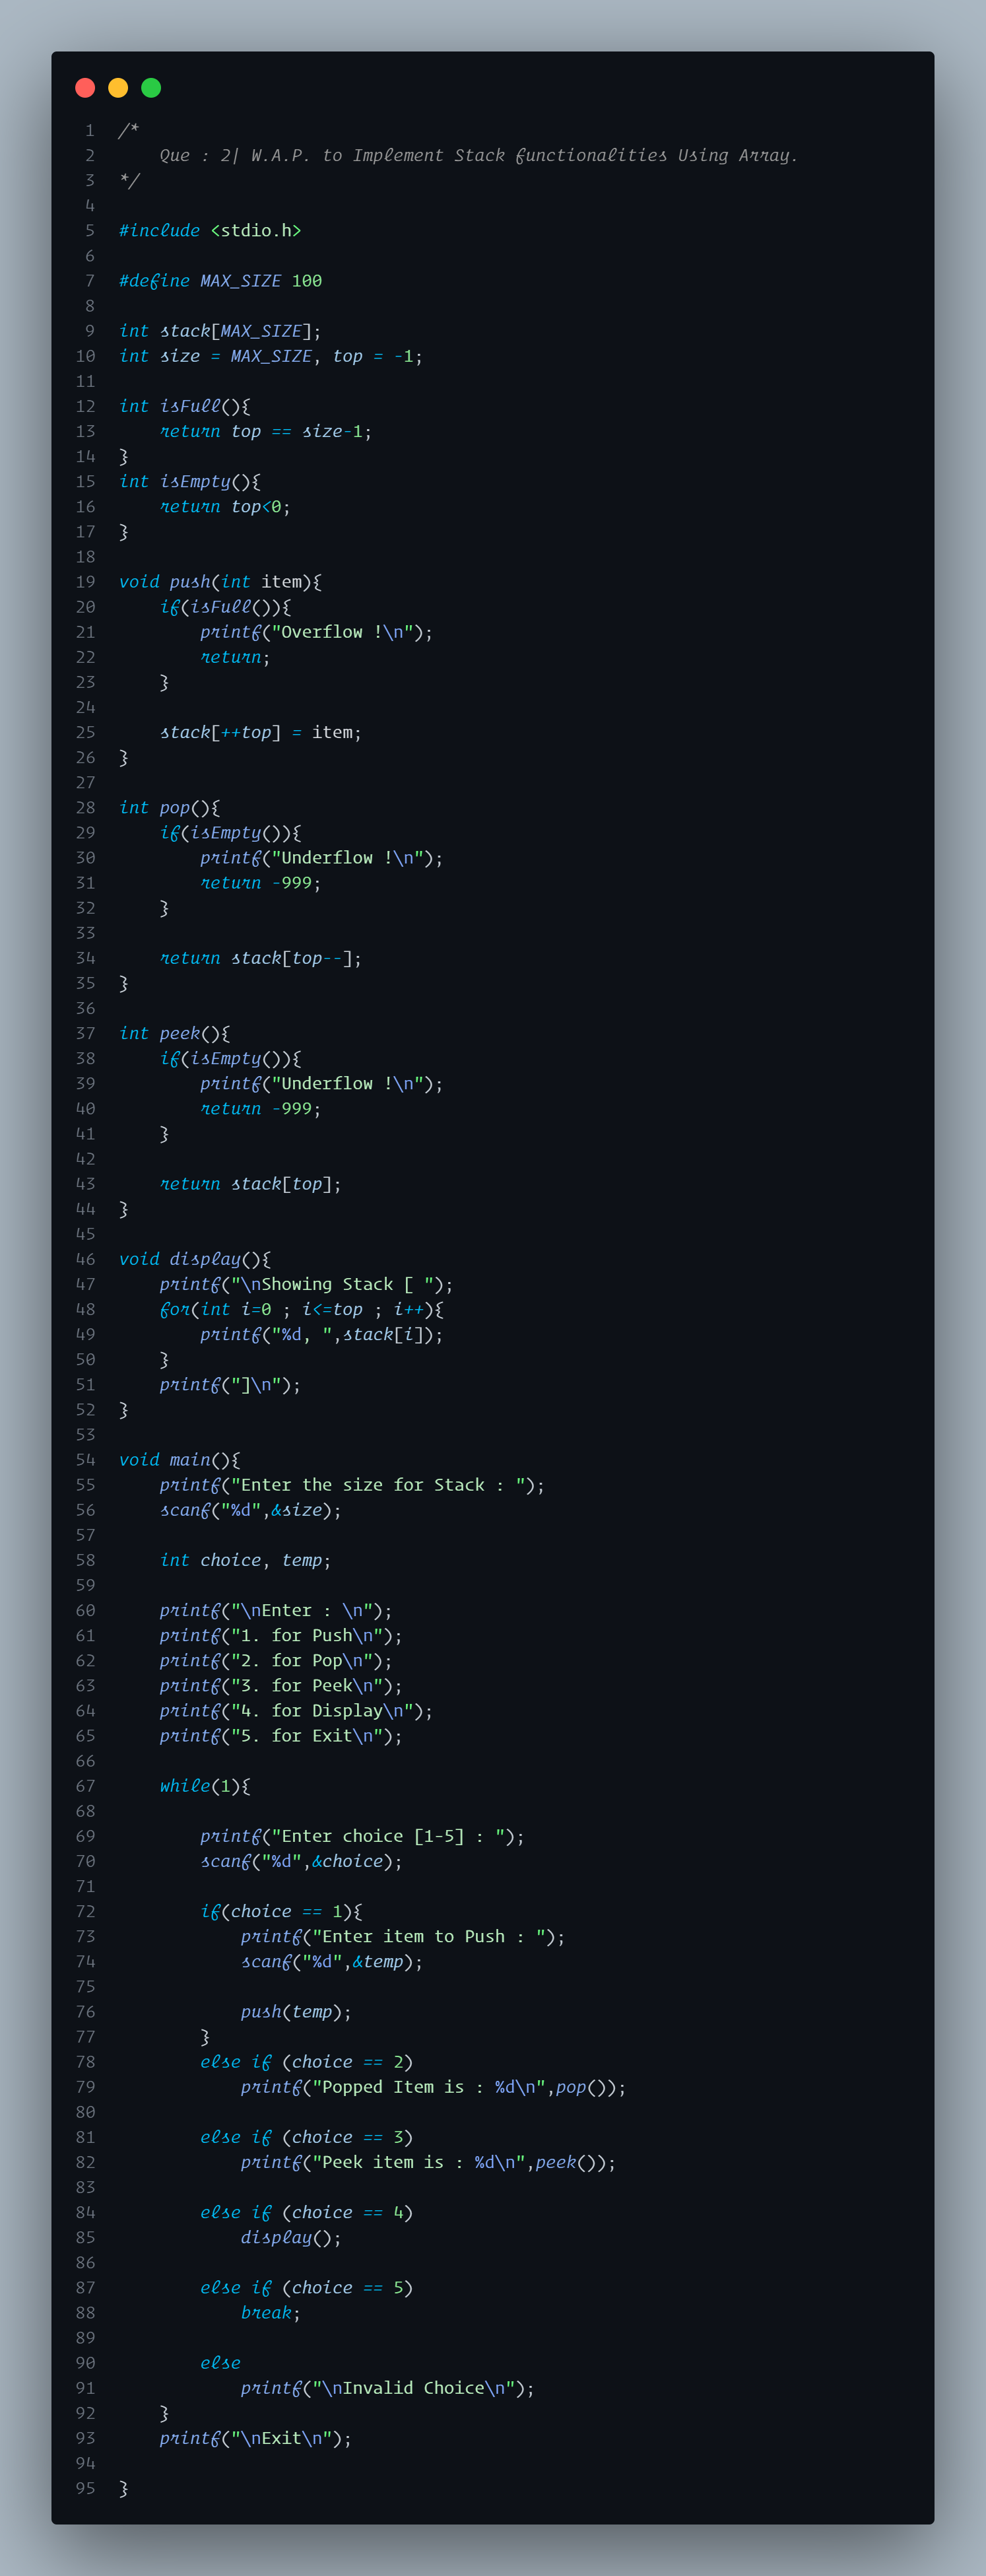 1 /*
2     Que : 2| W.A.P. to Implement Stack functionalities Using Array.
3 */
4
5 #include <stdio.h>
6
7 #define MAX_SIZE 100
8
9 int stack[MAX_SIZE];
10 int size = MAX_SIZE, top = -1;
11
12 int isFull(){
13     return top == size-1;
14 }
15 int isEmpty(){
16     return top<0;
17 }
18
19 void push(int item){
20     if(isFull()){
21         printf("Overflow !\n");
22         return;
23     }
24
25     stack[++top] = item;
26 }
27
28 int pop(){
29     if(isEmpty()){
30         printf("Underflow !\n");
31         return -999;
32     }
33
34     return stack[top--];
35 }
36
37 int peek(){
38     if(isEmpty()){
39         printf("Underflow !\n");
40         return -999;
41     }
42
43     return stack[top];
44 }
45
46 void display(){
47     printf("\nShowing Stack [ ");
48     for(int i=0 ; i<=top ; i++){
49         printf("%d, ",stack[i]);
50     }
51     printf("]\n");
52 }
53
54 void main(){
55     printf("Enter the size for Stack : ");
56     scanf("%d",&size);
57
58     int choice, temp;
59
60     printf("\nEnter : \n");
61     printf("1. for Push\n");
62     printf("2. for Pop\n");
63     printf("3. for Peek\n");
64     printf("4. for Display\n");
65     printf("5. for Exit\n");
66
67     while(1){
68
69         printf("Enter choice [1-5] : ");
70         scanf("%d",&choice);
71
72         if(choice == 1){
73             printf("Enter item to Push : ");
74             scanf("%d",&temp);
75
76             push(temp);
77         }
78         else if (choice == 2)
79             printf("Popped Item is : %d\n",pop());
80
81         else if (choice == 3)
82             printf("Peek item is : %d\n",peek());
83
84         else if (choice == 4)
85             display();
86
87         else if (choice == 5)
88             break;
89
90         else
91             printf("\nInvalid Choice\n");
92     }
93     printf("\nExit\n");
94
95 }